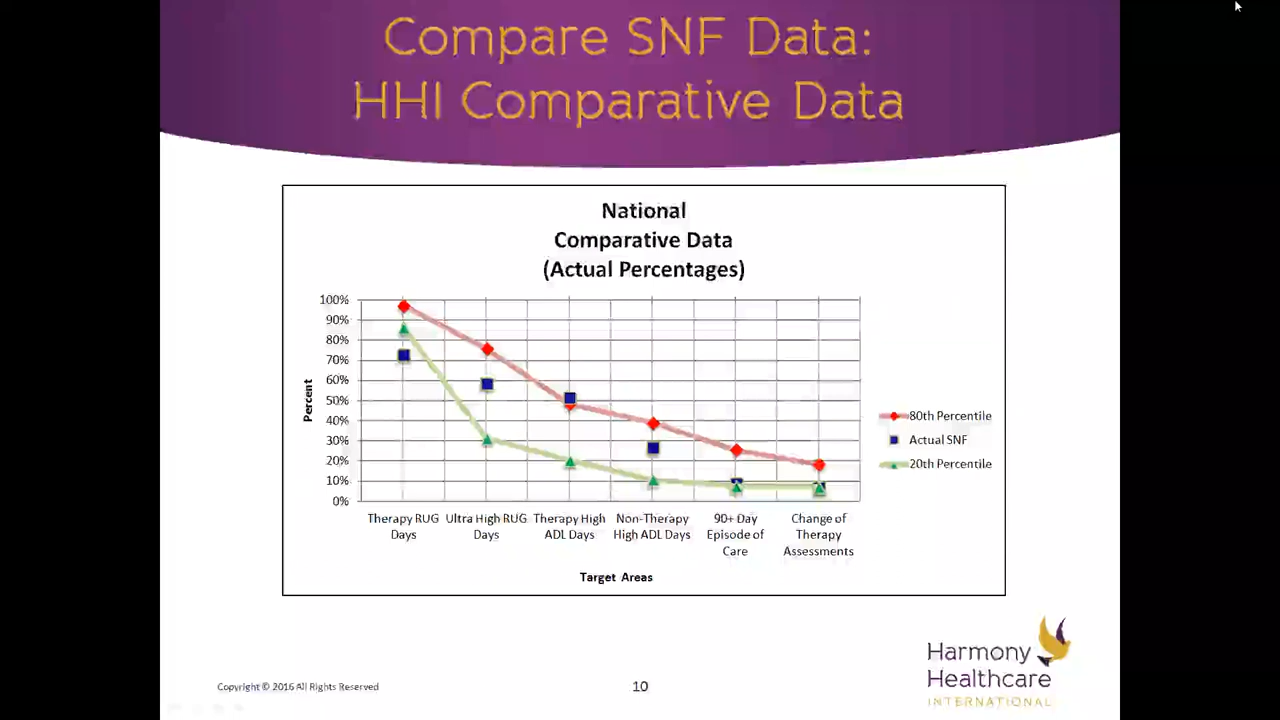 Compare SNF Data:
HHI Comparative Data
National
Comparative Data
(Actual Percentages)
100%
90%
80%
70%
60%
50%
40%
30%
20%
10%
0%
Percent
80th Percentile
Actual SNF
20th Percentile
Therapy RUG Days
Ultra High RUG Days
Therapy High ADL Days
Non-Therapy High ADL Days
90+ Day Episode of Care
Change of Therapy Assessments
Target Areas
Harmony
Healthcare
INTERNATIONAL
Copyright © 2016 All Rights Reserved
10